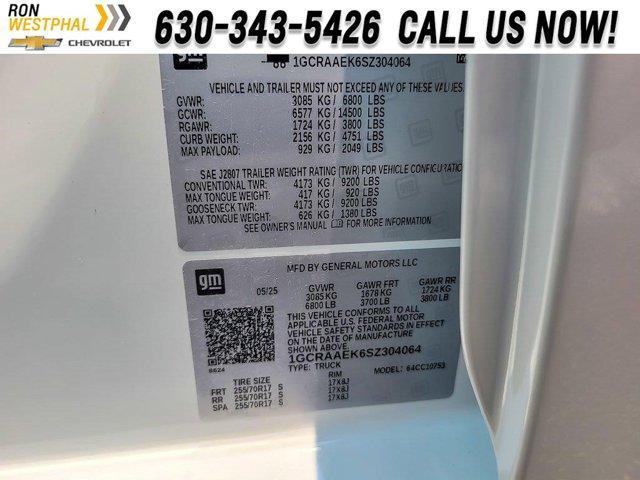 RON
WESTPHAL
CHEVROLET
630-343-5426 CALL US NOW!
gm
1GCRAAEK6SZ304064
VEHICLE AND TRAILER MUST NOT EXCEED ANY OF THESE WEIGHTS
GVWR: 3085 KG/ 6800 LBS
GCWR: 6577 KG/ 14500 LBS
RGAWR: 1724 KG/ 3800 LBS
CURB WEIGHT: 2156 KG/ 4751 LBS
MAX PAYLOAD: 929 KG/ 2049 LBS
SAE J2807 TRAILER WEIGHT RATING (TWR) FOR VEHICLE CONFIGURATION
CONVENTIONAL TWR: 4173 KG/ 9200 LBS
MAX TONGUE WEIGHT: 417 KG/ 920 LBS
GOOSENECK TWR: 4173 KG/ 9200 LBS
MAX TONGUE WEIGHT: 626 KG/ 1380 LBS
SEE OWNER'S MANUAL FOR MORE INFORMATION
gm
MFD BY GENERAL MOTORS LLC
05/25 GVWR GAWR FRT GAWR RR
3085 KG 1678 KG 1724 KG
6800 LB 3700 LB 3800 LB
THIS VEHICLE CONFORMS TO ALL
APPLICABLE U.S. FEDERAL MOTOR
VEHICLE SAFETY STANDARDS IN EFFECT
ON THE DATE OF MANUFACTURE
1GCRAAEK6SZ304064
TYPE: TRUCK MODEL: 64CC10753
8624
TIRE SIZE RIM
FRT 255/70R17 S 17X8J
RR 255/70R17 S 17X8J
SPA 255/70R17 S 17X8J